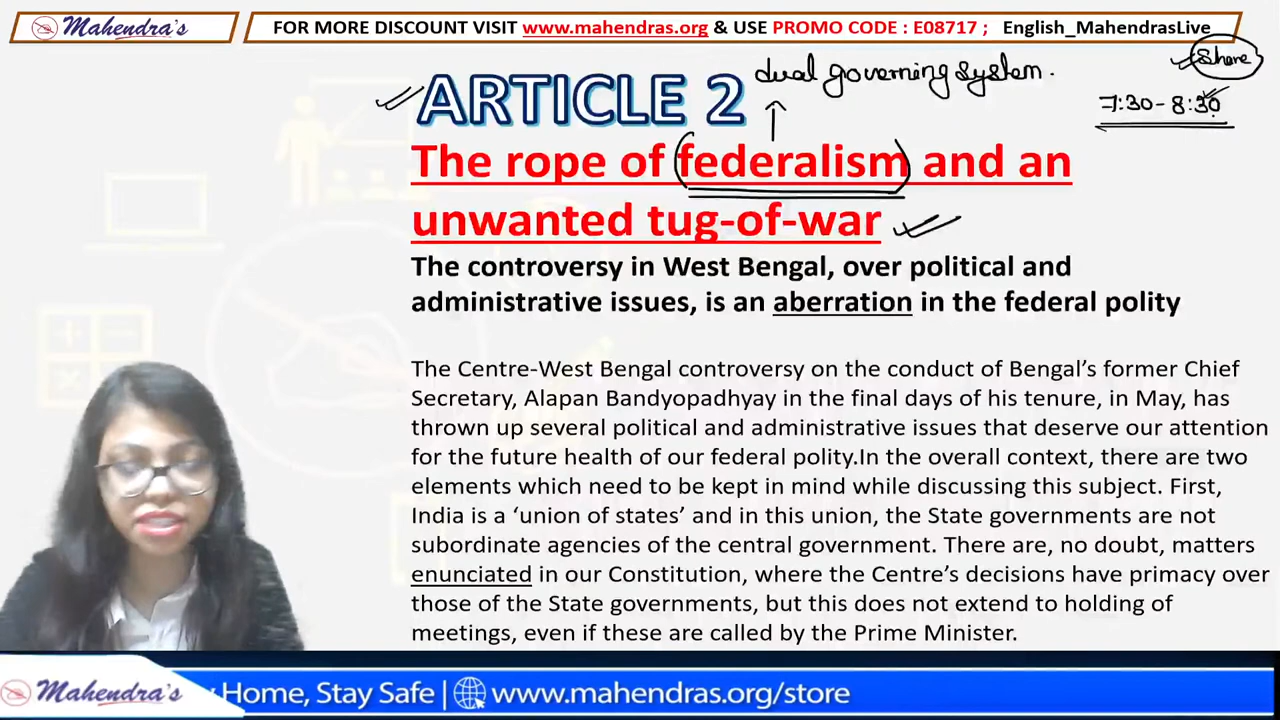 Mahendra's
FOR MORE DISCOUNT VISIT www.mahendras.org & USE PROMO CODE : E08717 ; English_MahendrasLive
Share
dual governing system.
7:30-8:30
ARTICLE 2
The rope of federalism and an
unwanted tug-of-war
The controversy in West Bengal, over political and
administrative issues, is an aberration in the federal polity
The Centre-West Bengal controversy on the conduct of Bengal's former Chief
Secretary, Alapan Bandyopadhyay in the final days of his tenure, in May, has
thrown up several political and administrative issues that deserve our attention
for the future health of our federal polity.In the overall context, there are two
elements which need to be kept in mind while discussing this subject. First,
India is a ‘union of states’ and in this union, the State governments are not
subordinate agencies of the central government. There are, no doubt, matters
enunciated in our Constitution, where the Centre’s decisions have primacy over
those of the State governments, but this does not extend to holding of
meetings, even if these are called by the Prime Minister.
Mahendra's
y Home, Stay Safe | www.mahendras.org/store